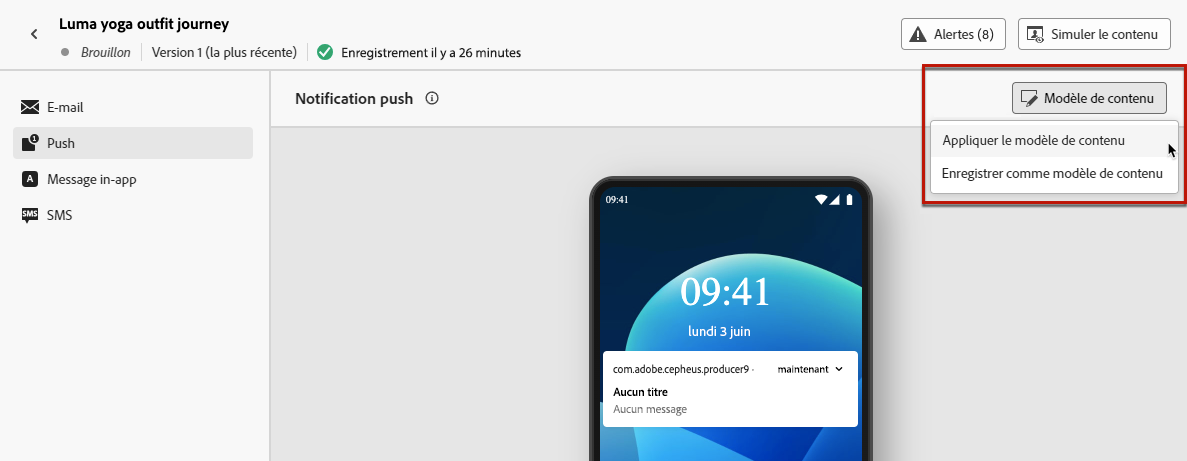 Luma yoga outfit journey
Brouillon Version 1 (la plus récente) Enregistrement il y a 26 minutes
Alertes (8) Simuler le contenu
E-mail
1
Push
A
Message in-app
SMS
SMS
Notification push
Modèle de contenu
Appliquer le modèle de contenu
Enregistrer comme modèle de contenu
09:41
09:41
lundi 3 juin
com.adobe.cepheus.producer9 · maintenant
Aucun titre
Aucun message